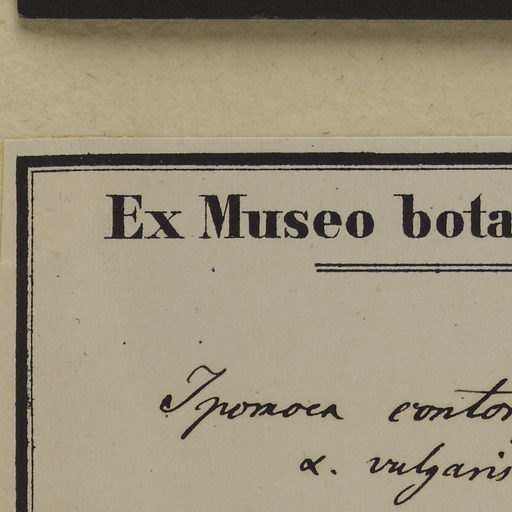 Ex Museo bota
Ipomoea contor
α. vulgaris